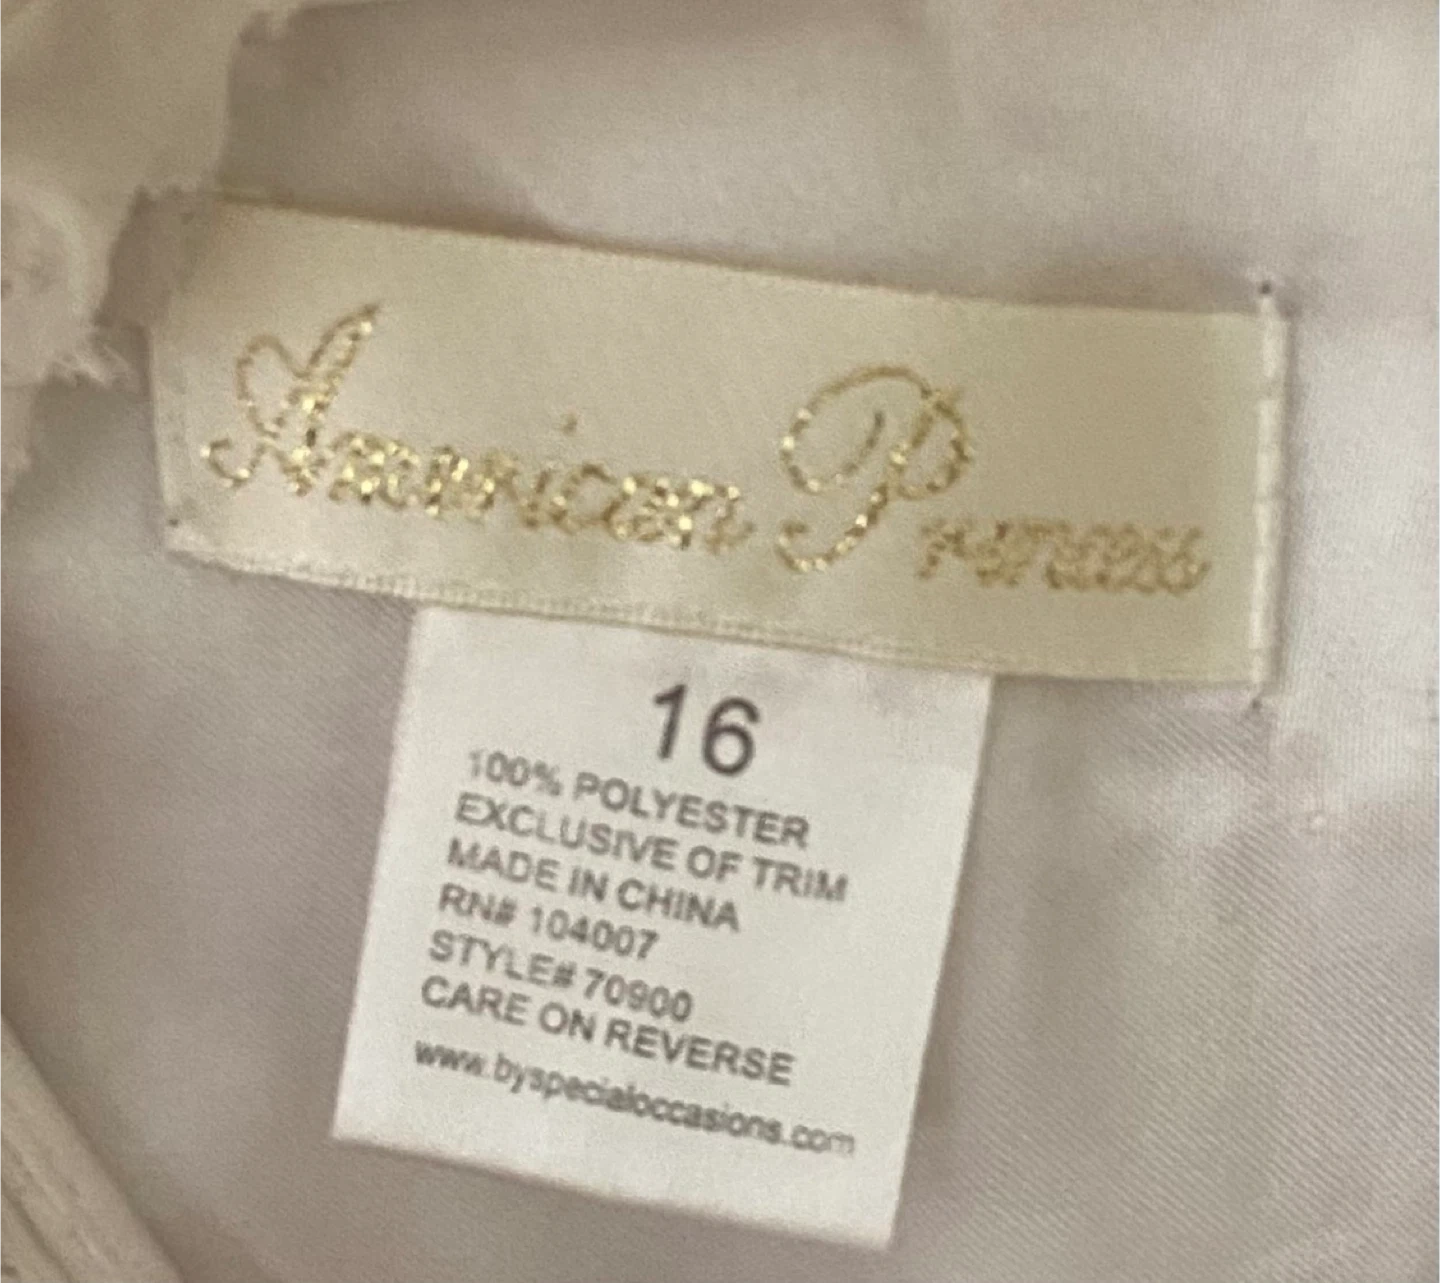 American Princess
16
100% POLYESTER
EXCLUSIVE OF TRIM
MADE IN CHINA
RN# 104007
STYLE# 70900
CARE ON REVERSE
www.byspecialoccasions.com